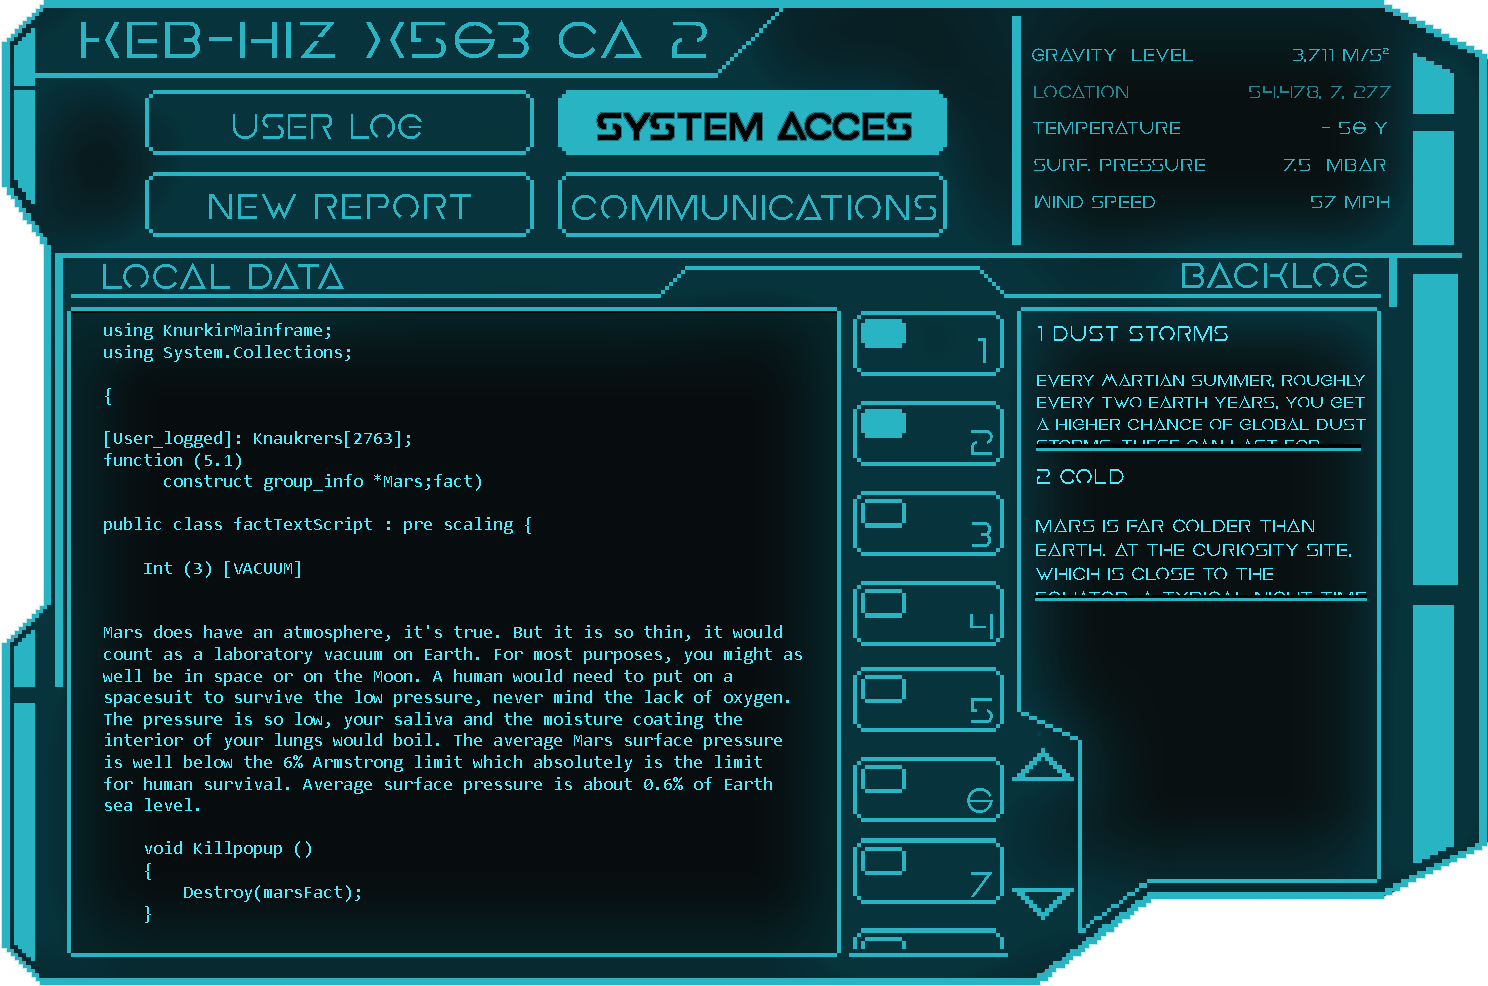 KEB-HIZ X563 CA 2
USER LOG
SYSTEM ACCES
NEW REPORT
COMMUNICATIONS
GRAVITY LEVEL 3,711 M/S²
LOCATION 54.478, 7, 277
TEMPERATURE - 56 Y
SURF. PRESSURE 7.5 MBAR
WIND SPEED 57 MPH
LOCAL DATA
BACKLOG
using KnurkirMainframe;
using System.Collections;
{
[User_logged]: Knaukrers[2763];
function (5.1)
construct group_info *Mars;fact)
public class factTextScript : pre scaling {
Int (3) [VACUUM]
Mars does have an atmosphere, it's true. But it is so thin, it would
count as a laboratory vacuum on Earth. For most purposes, you might as
well be in space or on the Moon. A human would need to put on a
spacesuit to survive the low pressure, never mind the lack of oxygen.
The pressure is so low, your saliva and the moisture coating the
interior of your lungs would boil. The average Mars surface pressure
is well below the 6% Armstrong limit which absolutely is the limit
for human survival. Average surface pressure is about 0.6% of Earth
sea level.
void Killpopup ()
{
Destroy(marsFact);
}
1
2
3
4
5
6
7
1 DUST STORMS
EVERY MARTIAN SUMMER, ROUGHLY
EVERY TWO EARTH YEARS, YOU GET
A HIGHER CHANCE OF GLOBAL DUST
STORMS. THESE CAN LAST FOR
2 COLD
MARS IS FAR COLDER THAN
EARTH. AT THE CURIOSITY SITE,
WHICH IS CLOSE TO THE
EQUATOR, A TYPICAL NIGHT TIME